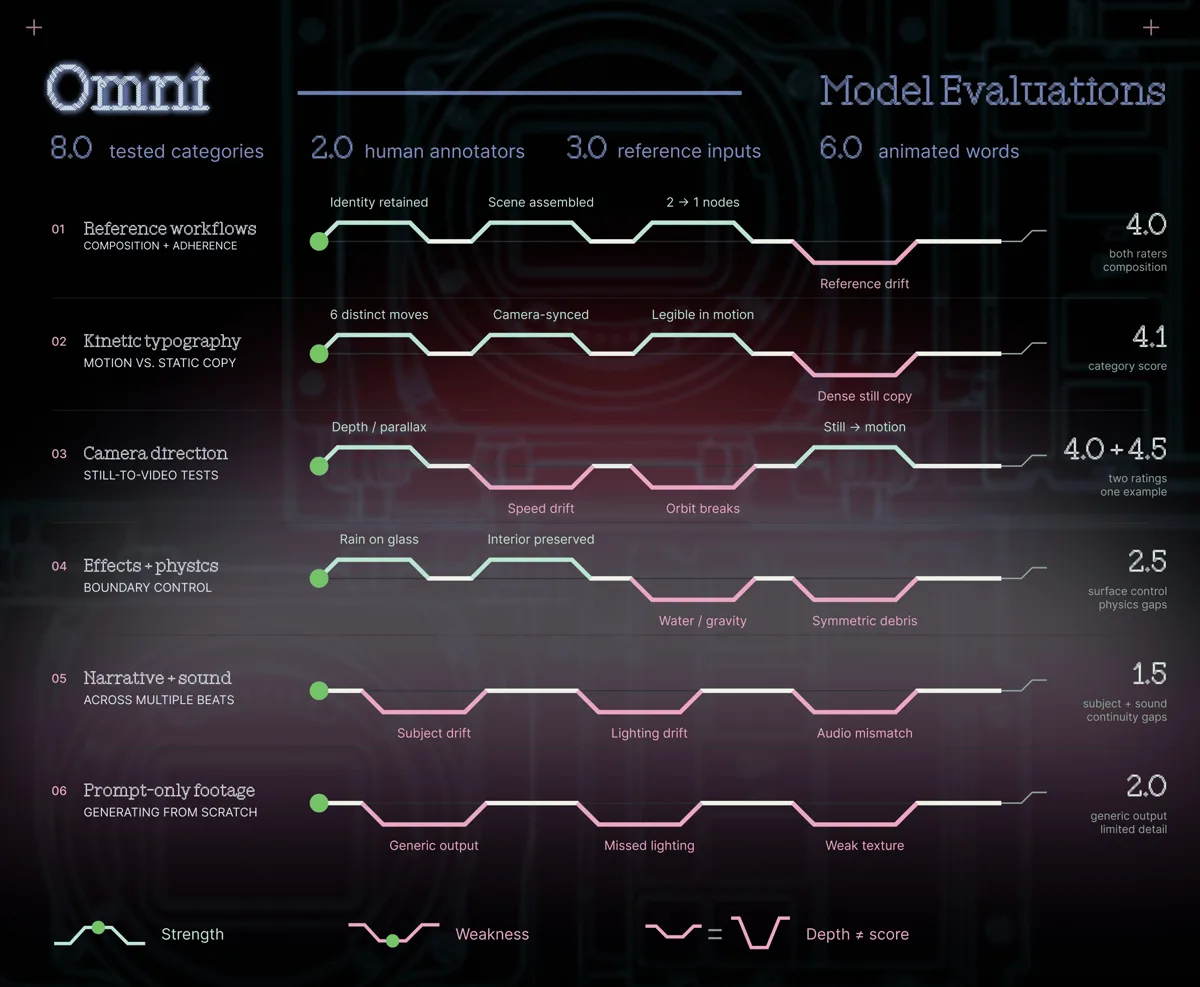 Omni
Model Evaluations
8.0 tested categories
2.0 human annotators
3.0 reference inputs
6.0 animated words
01 Reference workflows
COMPOSITION + ADHERENCE
Identity retained
Scene assembled
2 → 1 nodes
Reference drift
4.0
both raters
composition
02 Kinetic typography
MOTION VS. STATIC COPY
6 distinct moves
Camera-synced
Legible in motion
Dense still copy
4.1
category score
03 Camera direction
STILL-TO-VIDEO TESTS
Depth / parallax
Speed drift
Orbit breaks
Still → motion
4.0 + 4.5
two ratings
one example
04 Effects + physics
BOUNDARY CONTROL
Rain on glass
Interior preserved
Water / gravity
Symmetric debris
2.5
surface control
physics gaps
05 Narrative + sound
ACROSS MULTIPLE BEATS
Subject drift
Lighting drift
Audio mismatch
1.5
subject + sound
continuity gaps
06 Prompt-only footage
GENERATING FROM SCRATCH
Generic output
Missed lighting
Weak texture
2.0
generic output
limited detail
Strength
Weakness
=
Depth ≠ score